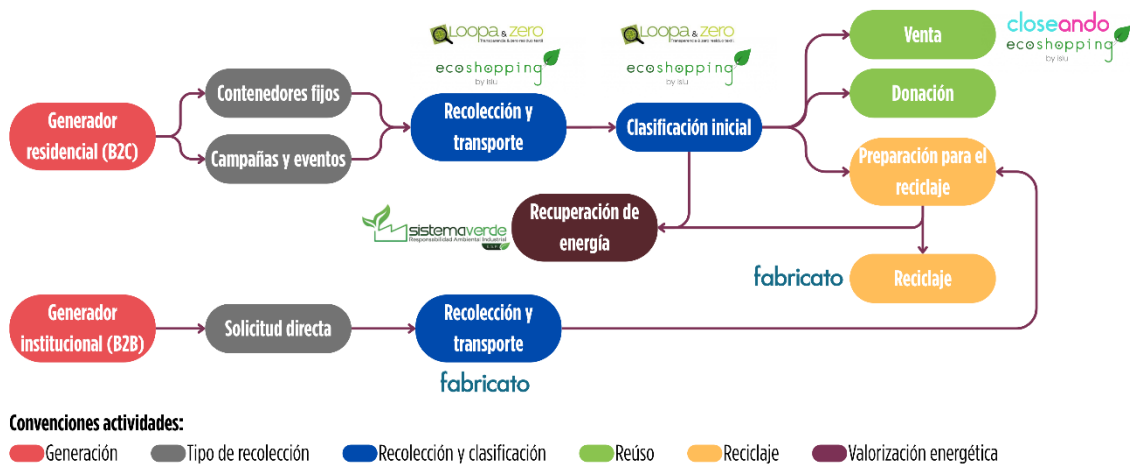 LOOPA & zero
ecoshopping
by islu
LOOPA & zero
ecoshopping
by islu
Venta
closeando
ecoshopping
by islu
Contenedores fijos
Donación
Generador
residencial (B2C)
Recolección y
transporte
Clasificación inicial
Campañas y eventos
Preparación para el
reciclaje
sistemaverde
Responsabilidad Ambiental Industrial
Recuperación de
energía
fabricato
Reciclaje
Generador
institucional (B2B)
Solicitud directa
Recolección y
transporte
fabricato
Convenciones actividades:
Generación
Tipo de recolección
Recolección y clasificación
Reúso
Reciclaje
Valorización energética